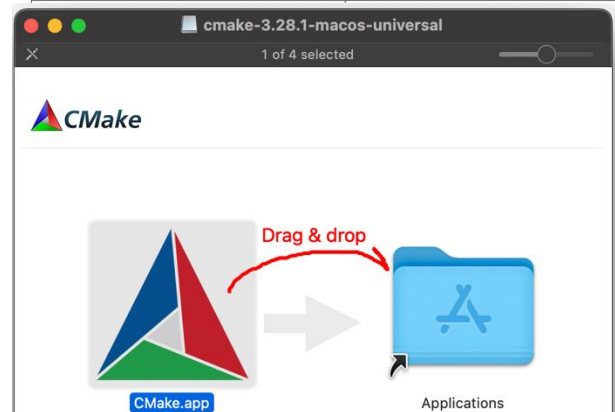 cmake-3.28.1-macos-universal
1 of 4 selected
CMake
Drag & drop
CMake.app
Applications